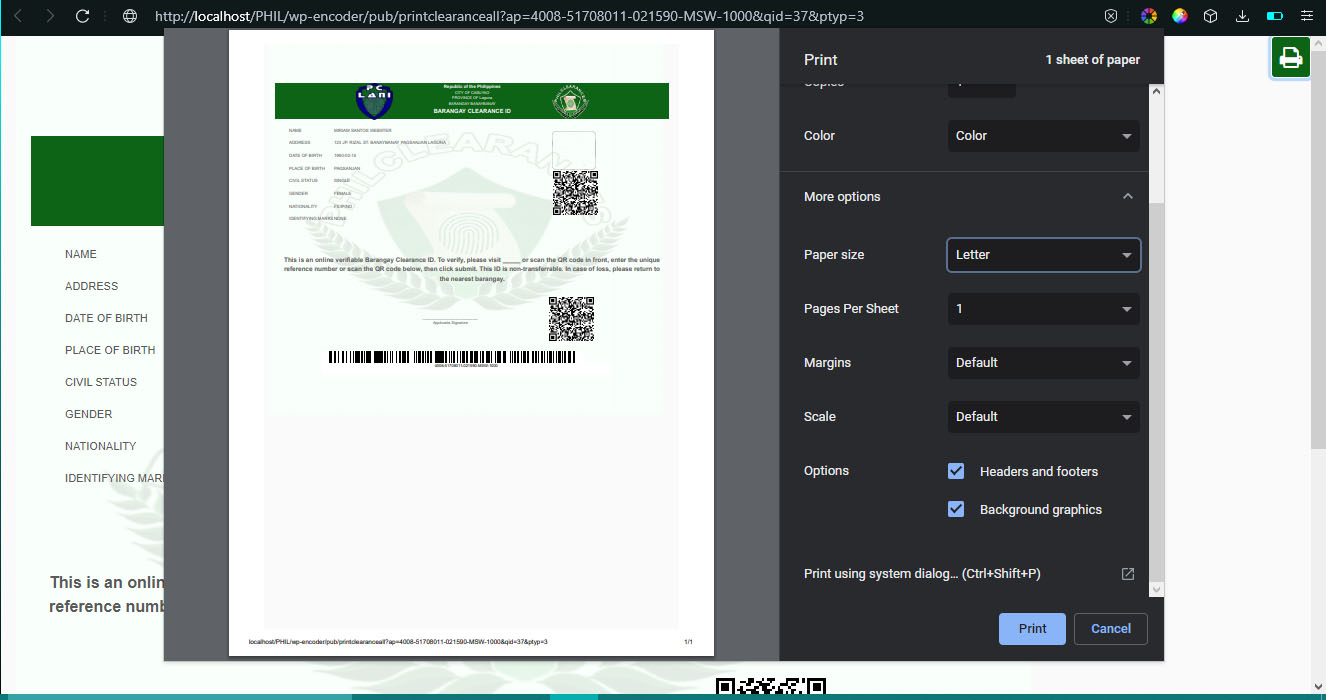 http://localhost/PHIL/wp-encoder/pub/printclearanceall?ap=4008-51708011-021590-MSW-1000&qid=37&ptyp=3
NAME
ADDRESS
DATE OF BIRTH
PLACE OF BIRTH
CIVIL STATUS
GENDER
NATIONALITY
IDENTIFYING MAR
This is an onlin
reference numb
PC
LARI
Republic of the Philippines
PROVINCE OF Laguna
BARANGAY CLEARANCE ID
PHILCLEARANCE
NAME MIRIAM SANTOS WEBSTER
ADDRESS 123 JP. RIZAL ST. BANAYBANAY PAGSANJAN LAGUNA
DATE OF BIRTH 1990-02-15
PLACE OF BIRTH PAGSANJAN
CIVIL STATUS SINGLE
GENDER FEMALE
NATIONALITY FILIPINO
IDENTIFYING MARKS NONE
This is an online verifiable Barangay Clearance ID. To verify, please visit _____ or scan the QR code in front, enter the unique
reference number or scan the QR code below, then click submit. This ID is non-transferrable. In case of loss, please return to
the nearest barangay.
Applicants Signature
4008-51708011-021590-MSW-1000
localhost/PHIL/wp-encoder/pub/printclearanceall?ap=4008-51708011-021590-MSW-1000&qid=37&ptyp=3 1/1
Print 1 sheet of paper
Copies
Color Color
More options
Paper size Letter
Pages Per Sheet 1
Margins Default
Scale Default
Options Headers and footers
Background graphics
Print using system dialog... (Ctrl+Shift+P)
Print Cancel